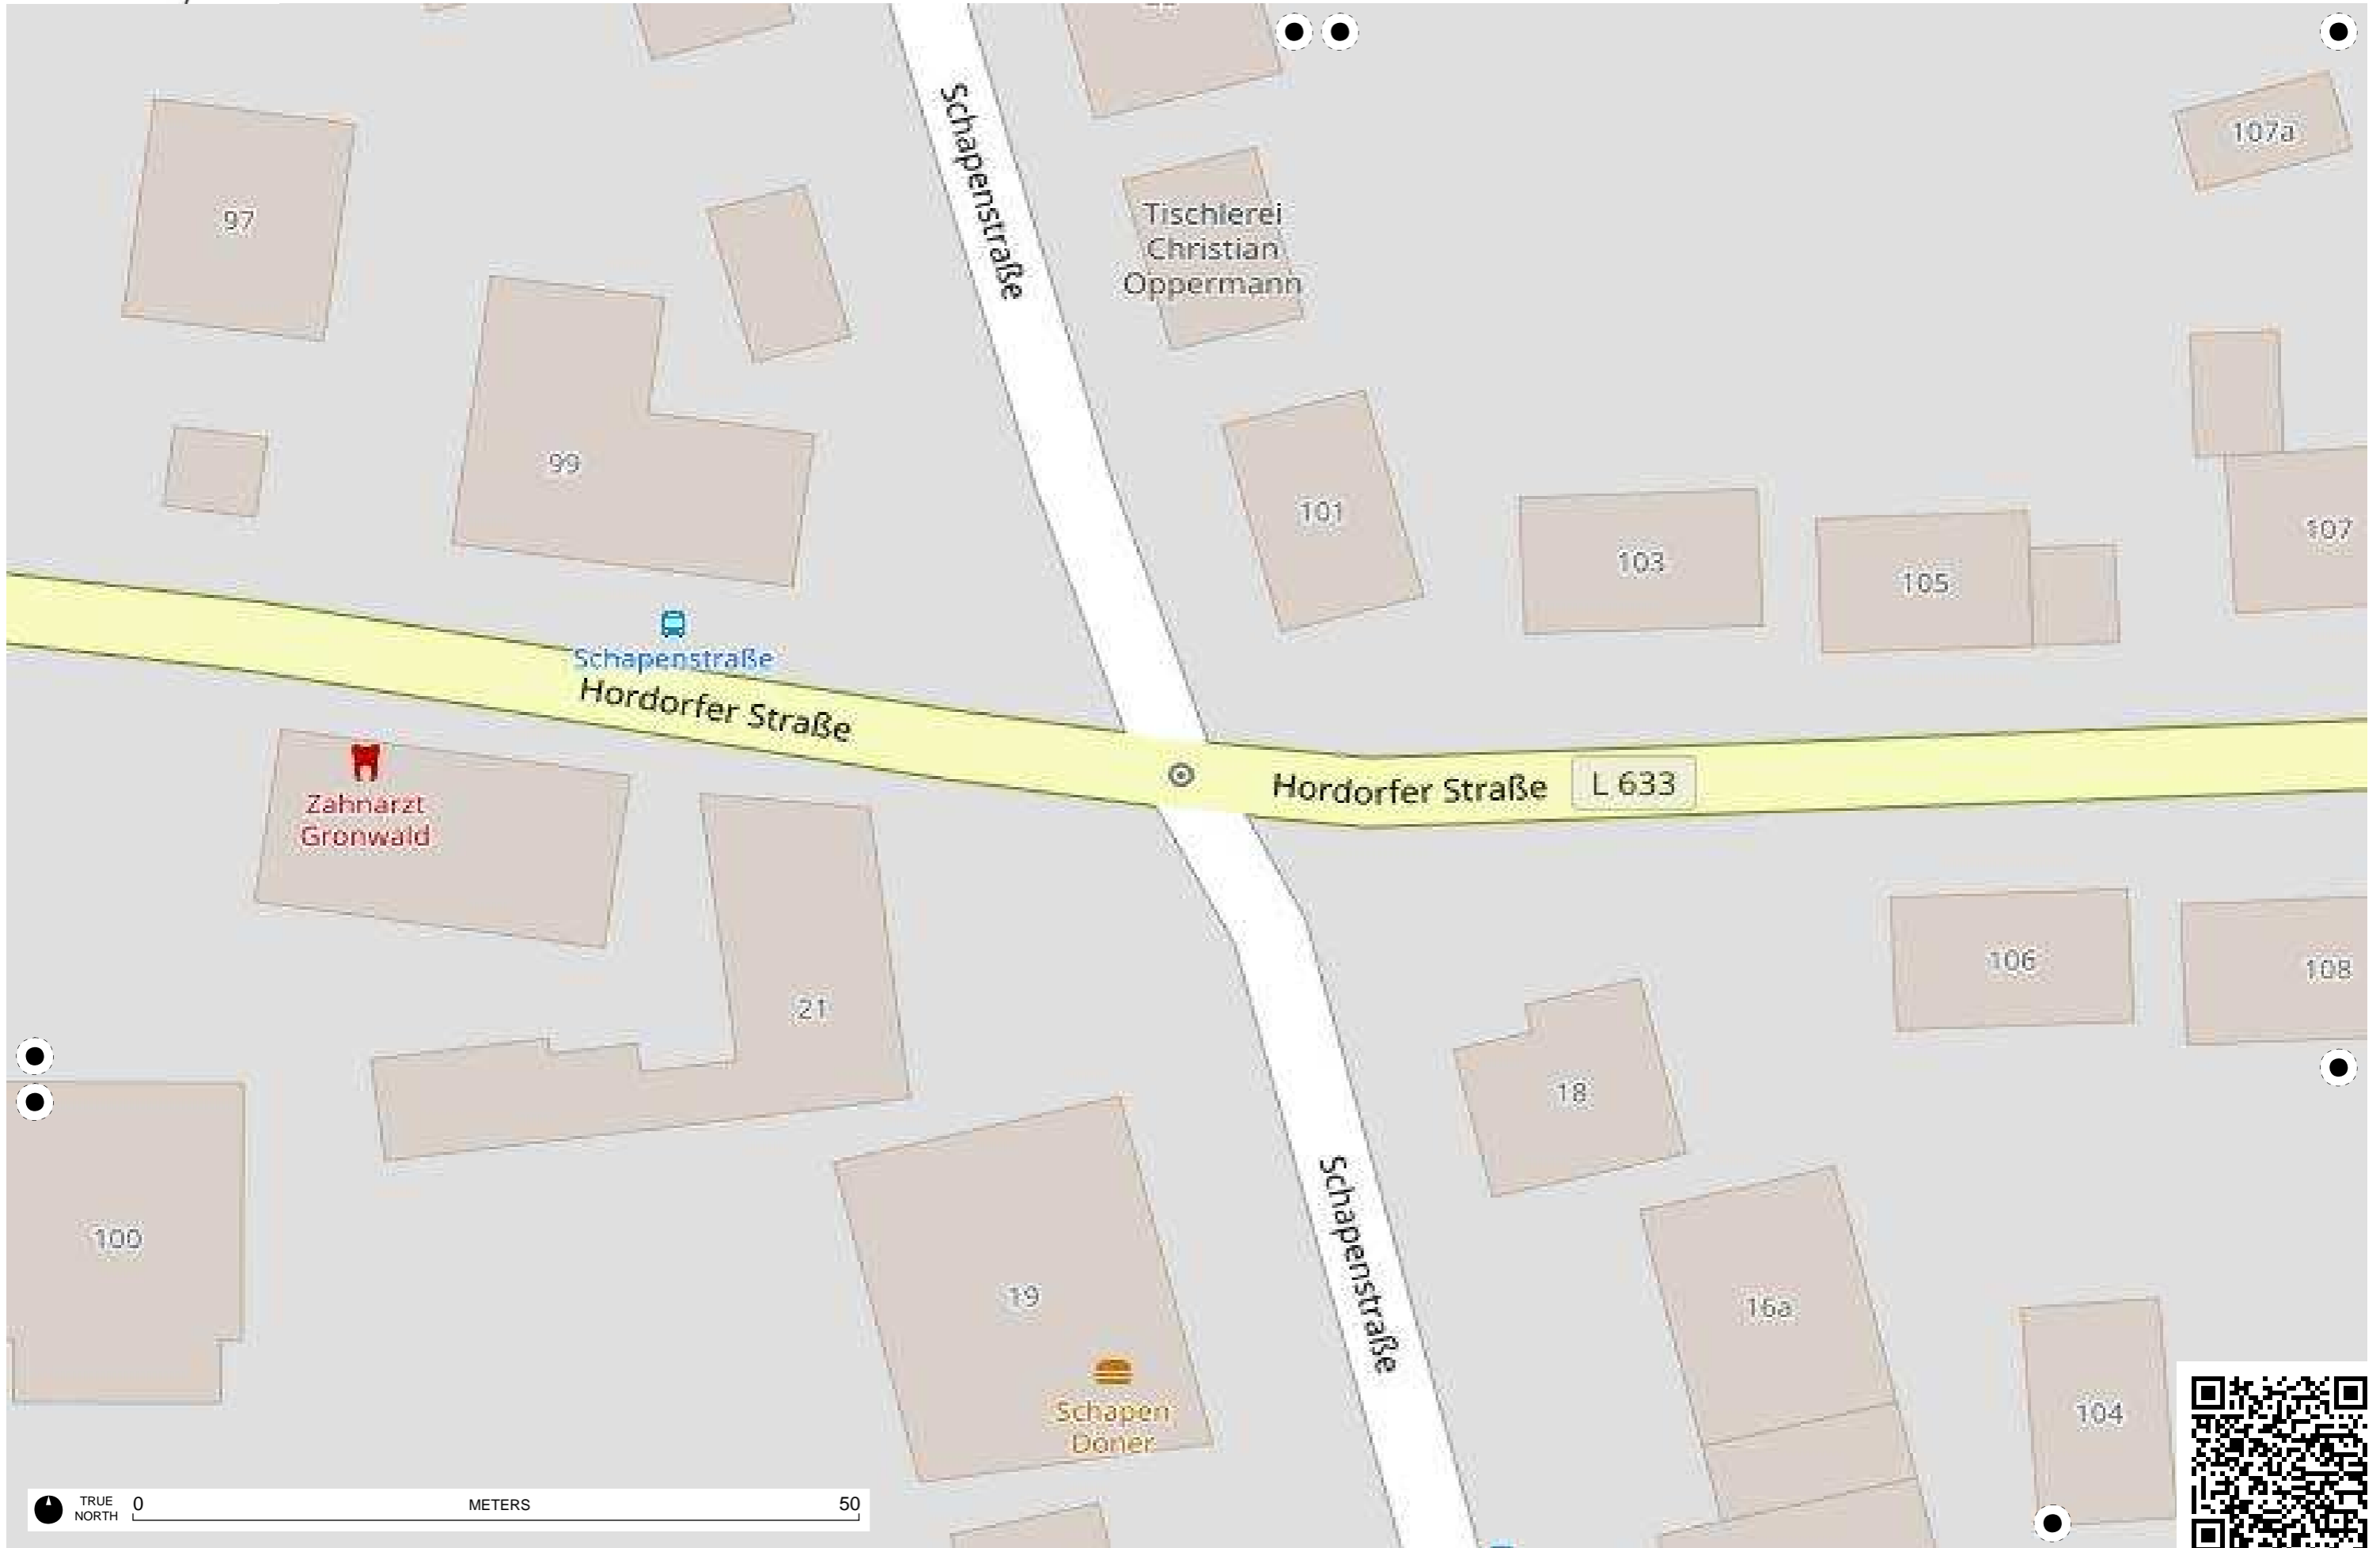 Schapenstraße
107a
Tischlerei
Christian
Oppermann
97
99
101
103
105
107
Schapenstraße
Hordorfer Straße
Hordorfer Straße
L 633
Zahnarzt
Gronwald
106
108
21
18
100
19
16a
Schapenstraße
Schapen
Döner
104
TRUE
NORTH
0
METERS
50